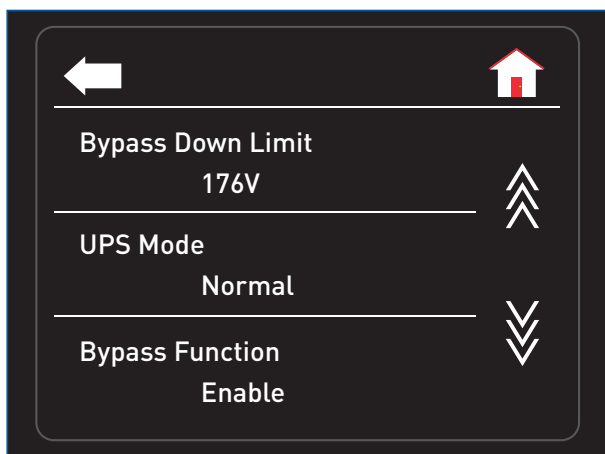 Bypass Down Limit
176V
UPS Mode
Normal
Bypass Function
Enable